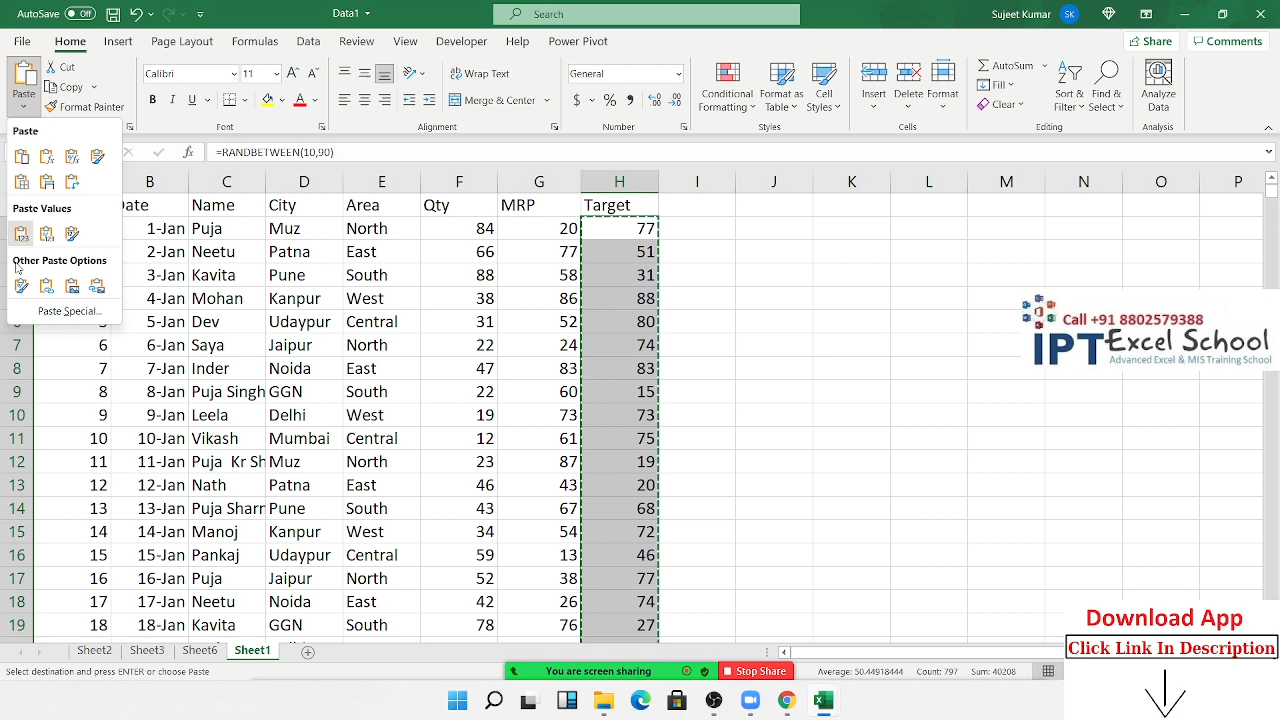 AutoSave Off Data1 Search Sujeet Kumar SK
File Home Insert Page Layout Formulas Data Review View Developer Help Power Pivot Share Comments
Paste Cut Copy Format Painter
Calibri 11 B I U A
Wrap Text Merge & Center
General $ % ,
Conditional Formatting Format as Table Cell Styles
Insert Delete Format
AutoSum Fill Clear Sort & Filter Find & Select Analyze Data
Font Alignment Number Styles Cells Editing Analysis
fx =RANDBETWEEN(10,90)
Paste
Paste Values
Other Paste Options
Paste Special...
B C D E F G H I J K L M N O P
Date Name City Area Qty MRP Target
1-Jan Puja Muz North 84 20 77
2-Jan Neetu Patna East 66 77 51
3-Jan Kavita Pune South 88 58 31
4-Jan Mohan Kanpur West 38 86 88
5-Jan Dev Udaypur Central 31 52 80
7 6 6-Jan Saya Jaipur North 22 24 74
8 7 7-Jan Inder Noida East 47 83 83
9 8 8-Jan Puja Singh GGN South 22 60 15
10 9 9-Jan Leela Delhi West 19 73 73
11 10 10-Jan Vikash Mumbai Central 12 61 75
12 11 11-Jan Puja Kr Sh Muz North 23 87 19
13 12 12-Jan Nath Patna East 46 43 20
14 13 13-Jan Puja Sharn Pune South 43 67 68
15 14 14-Jan Manoj Kanpur West 34 54 72
16 15 15-Jan Pankaj Udaypur Central 59 13 46
17 16 16-Jan Puja Jaipur North 52 38 77
18 17 17-Jan Neetu Noida East 42 26 74
19 18 18-Jan Kavita GGN South 78 76 27
Call +91 8802579388
IPT Excel School
Advanced Excel & MIS Training School
Download App
Click Link In Description
Sheet2 Sheet3 Sheet6 Sheet1
Select destination and press ENTER or choose Paste You are screen sharing Stop Share Average: 50.44918444 Count: 797 Sum: 40208